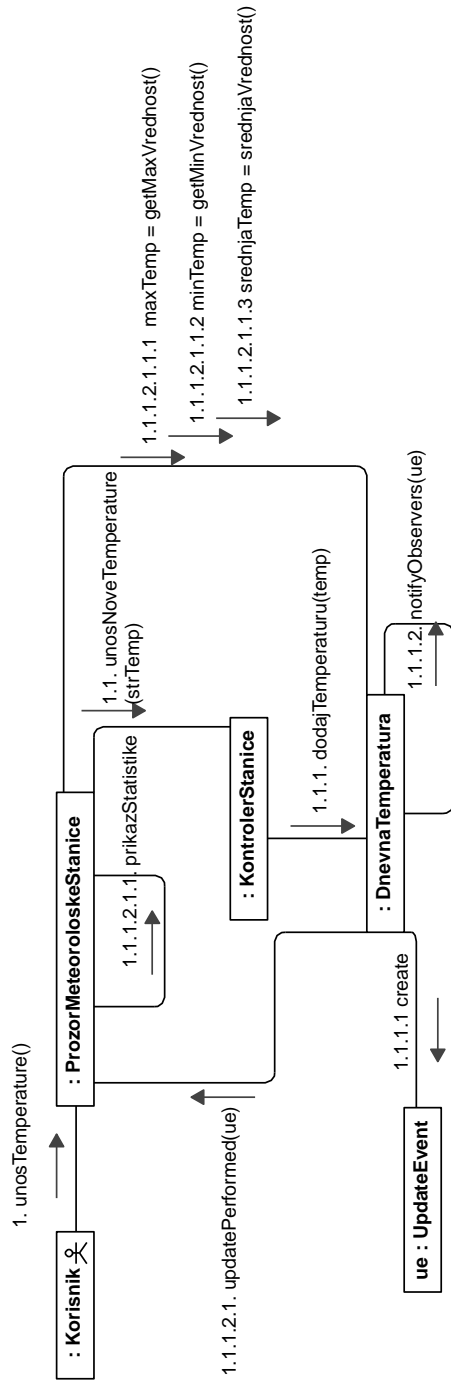 1. unosTemperature()
: Korisnik
: ProzorMeteoroloskeStanice
1.1. unosNoveTemperature
(strTemp)
1.1.1.2.1.1. prikazStatistike
1.1.1.2.1.1.1 maxTemp = getMaxVrednost()
1.1.1.2.1.1.2 minTemp = getMinVrednost()
1.1.1.2.1.1.3 srednjaTemp = srednjaVrednost()
: KontrolerStanice
1.1.1.2.1. updatePerformed(ue)
1.1.1. dodajTemperaturu(temp)
: DnevnaTemperatura
1.1.1.2. notifyObservers(ue)
1.1.1.1 create
ue : UpdateEvent